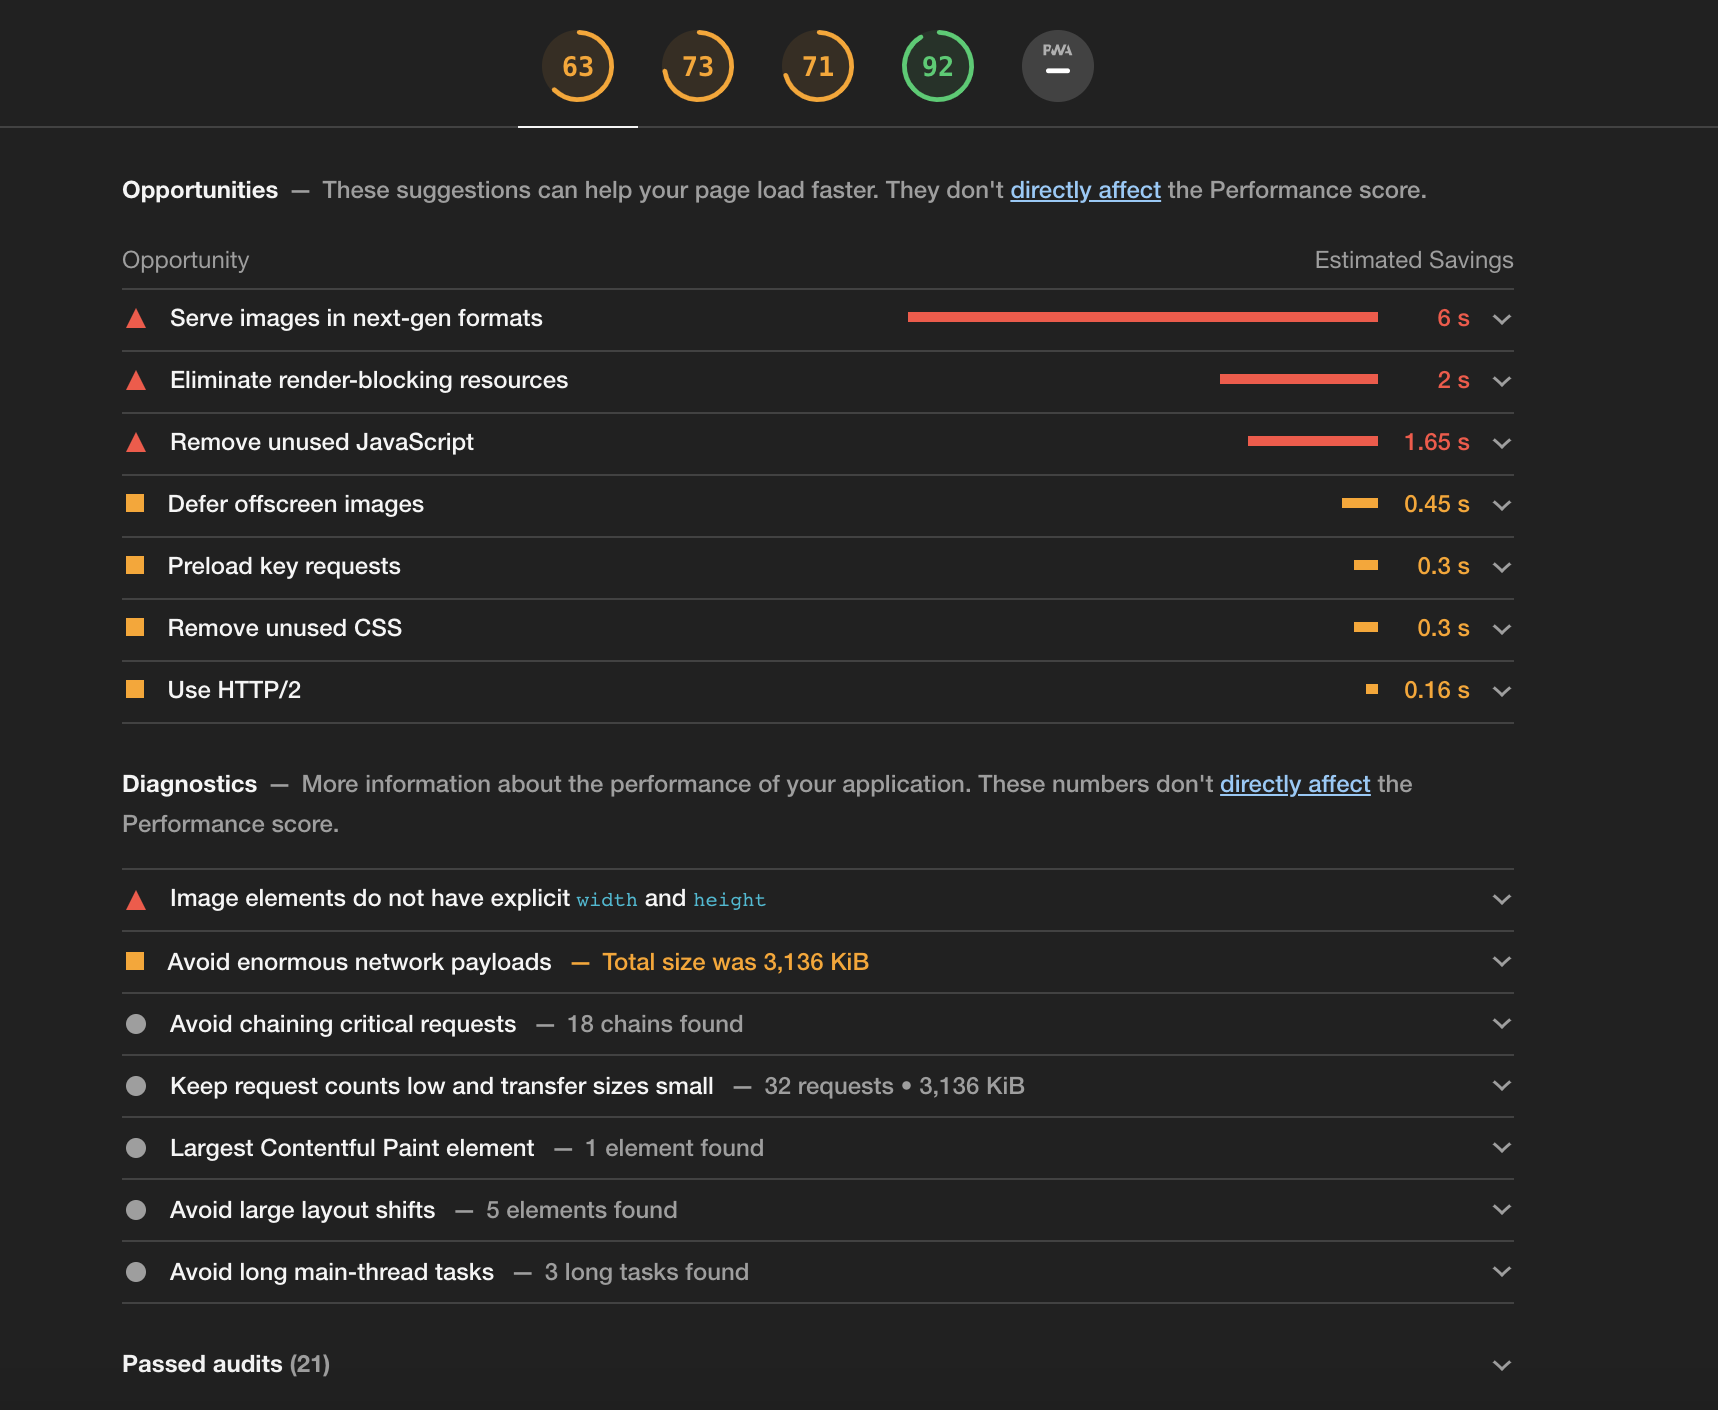 63 73 71 92 PWA
Opportunities — These suggestions can help your page load faster. They don't directly affect the Performance score.
Opportunity Estimated Savings
Serve images in next-gen formats 6 s
Eliminate render-blocking resources 2 s
Remove unused JavaScript 1.65 s
Defer offscreen images 0.45 s
Preload key requests 0.3 s
Remove unused CSS 0.3 s
Use HTTP/2 0.16 s
Diagnostics — More information about the performance of your application. These numbers don't directly affect the
Performance score.
Image elements do not have explicit width and height
Avoid enormous network payloads — Total size was 3,136 KiB
Avoid chaining critical requests — 18 chains found
Keep request counts low and transfer sizes small — 32 requests • 3,136 KiB
Largest Contentful Paint element — 1 element found
Avoid large layout shifts — 5 elements found
Avoid long main-thread tasks — 3 long tasks found
Passed audits (21)